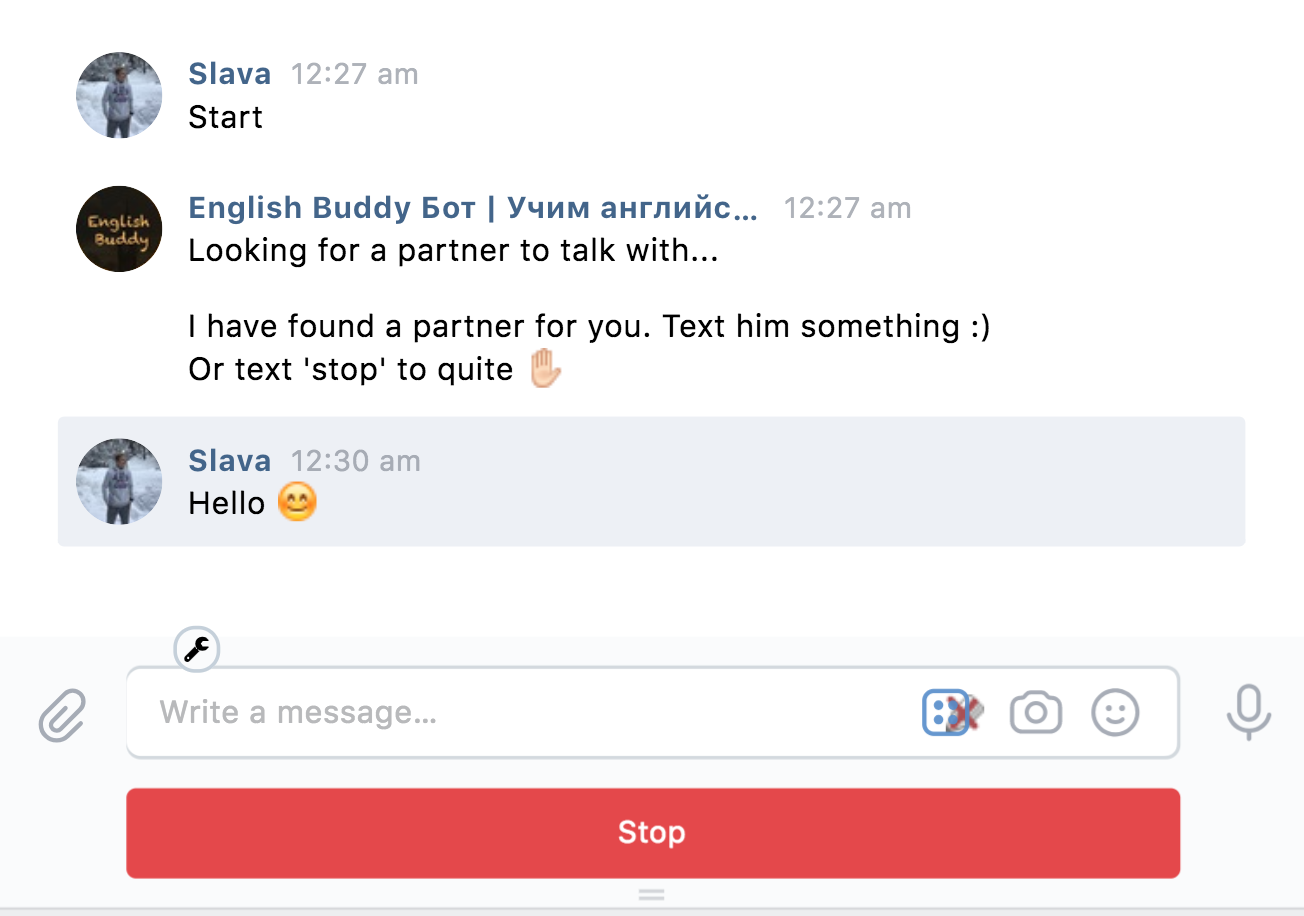 Slava 12:27 am
Start
English Buddy
English Buddy Бот | Учим английс... 12:27 am
Looking for a partner to talk with...
I have found a partner for you. Text him something :)
Or text 'stop' to quite ✋🏻
Slava 12:30 am
Hello 😊
Write a message...
Stop